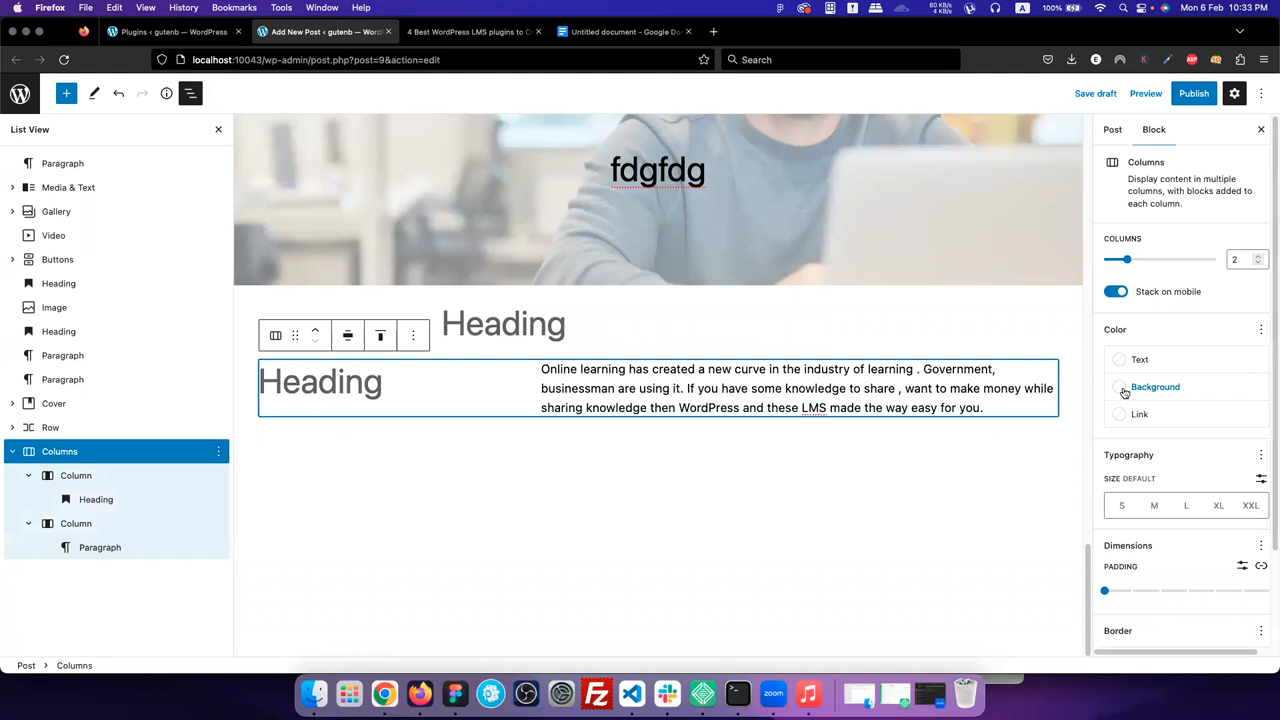 Firefox File Edit View History Bookmarks Tools Window Help 60 KB/s 4 KB/s A 100% Mon 6 Feb 10:33 PM
Plugins ‹ gutenb — WordPress × Add New Post ‹ gutenb — Word × 4 Best WordPress LMS plugins to C × Untitled document - Google Do ×
localhost:10043/wp-admin/post.php?post=9&action=edit Search
Save draft Preview Publish
List View
Paragraph
Media & Text
Gallery
Video
Buttons
Heading
Image
Heading
Paragraph
Paragraph
Cover
Row
Columns
Column
Heading
Column
Paragraph
fdgfdg
Heading
Heading
Online learning has created a new curve in the industry of learning . Government,
businessman are using it. If you have some knowledge to share , want to make money while
sharing knowledge then WordPress and these LMS made the way easy for you.
Post Block
Columns
Display content in multiple
columns, with blocks added to
each column.
COLUMNS
2
Stack on mobile
Color
Text
Background
Link
Typography
SIZE DEFAULT
S M L XL XXL
Dimensions
PADDING
Border
Post > Columns
zoom